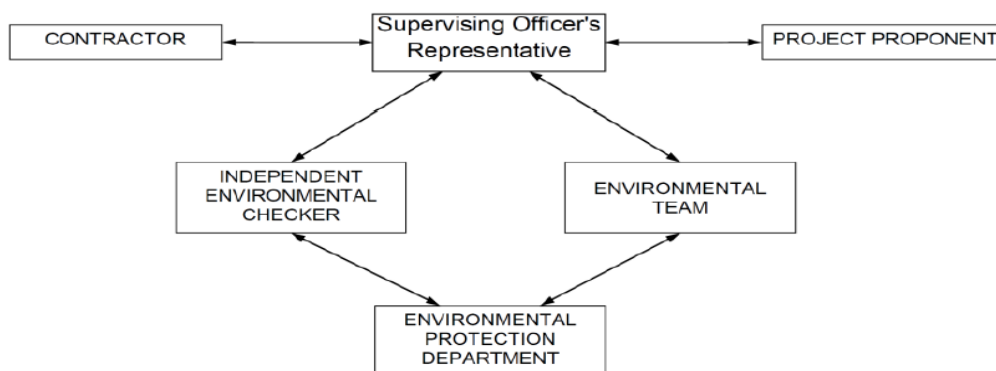 CONTRACTOR
Supervising Officer's
Representative
PROJECT PROPONENT
INDEPENDENT
ENVIRONMENTAL
CHECKER
ENVIRONMENTAL
TEAM
ENVIRONMENTAL
PROTECTION
DEPARTMENT